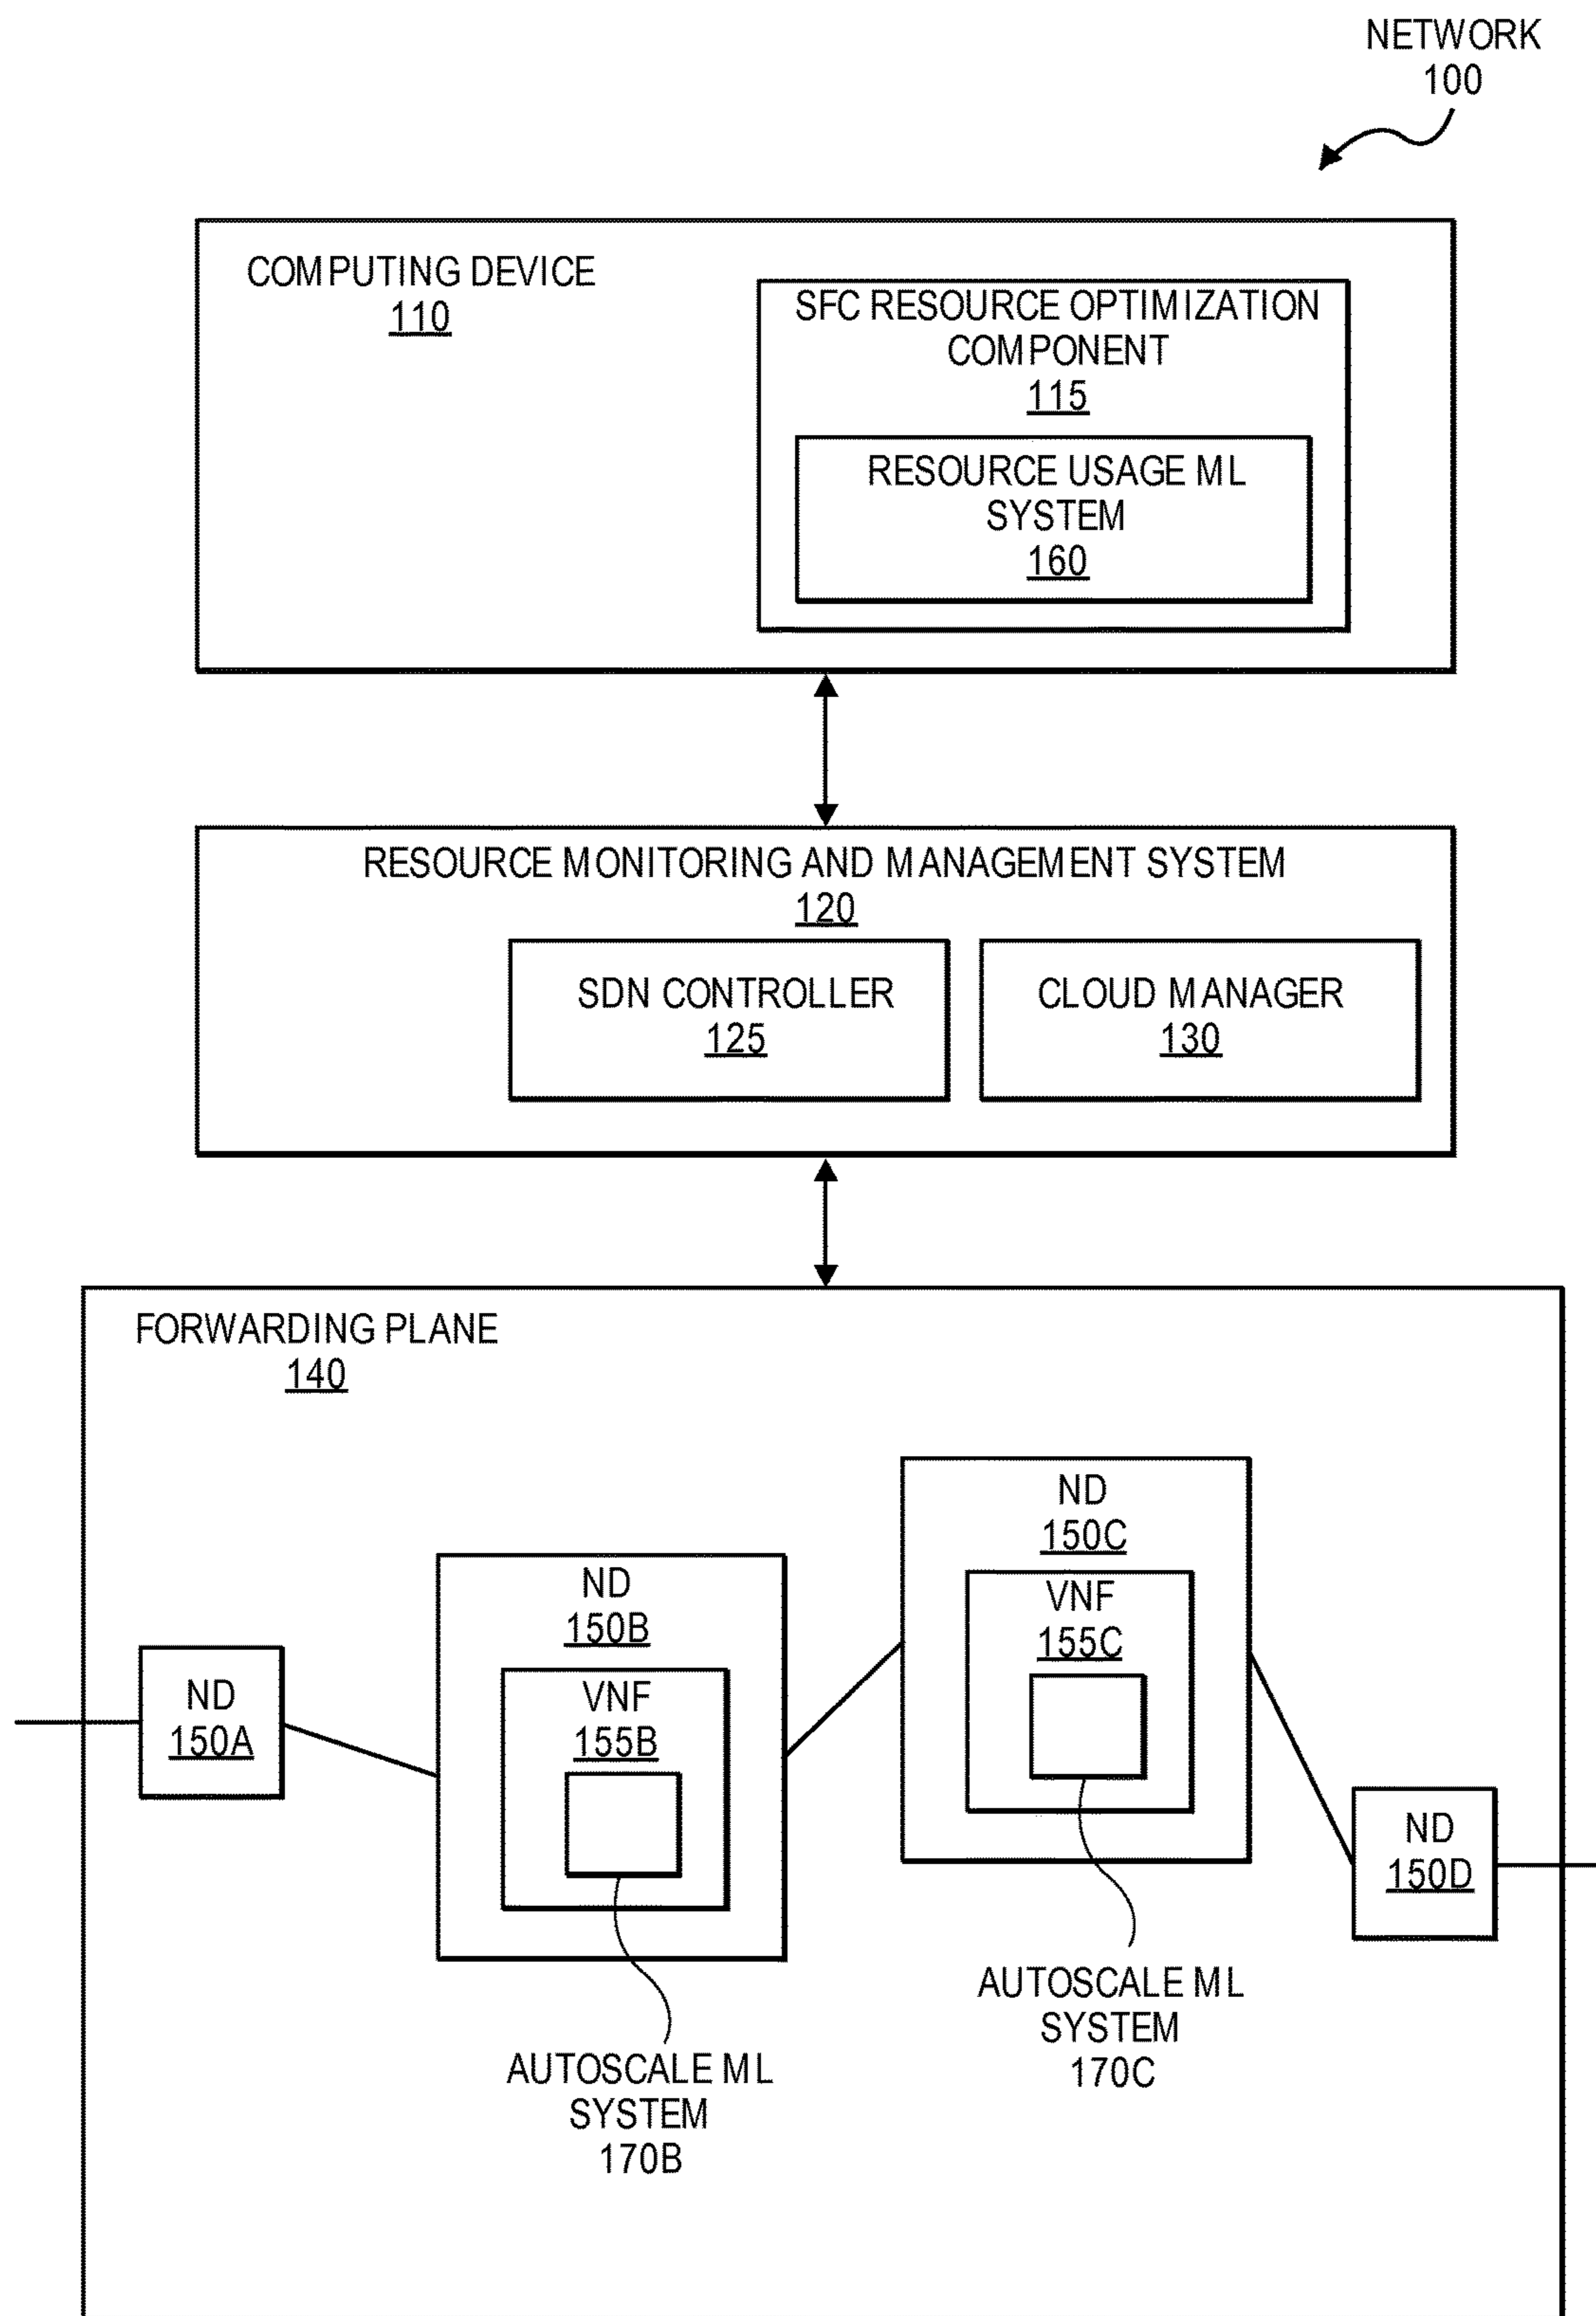 NETWORK
100
COMPUTING DEVICE
110
SFC RESOURCE OPTIMIZATION
COMPONENT
115
RESOURCE USAGE ML
SYSTEM
160
RESOURCE MONITORING AND MANAGEMENT SYSTEM
120
SDN CONTROLLER
125
CLOUD MANAGER
130
FORWARDING PLANE
140
ND
150A
ND
150B
VNF
155B
AUTOSCALE ML
SYSTEM
170B
ND
150C
VNF
155C
AUTOSCALE ML
SYSTEM
170C
ND
150D